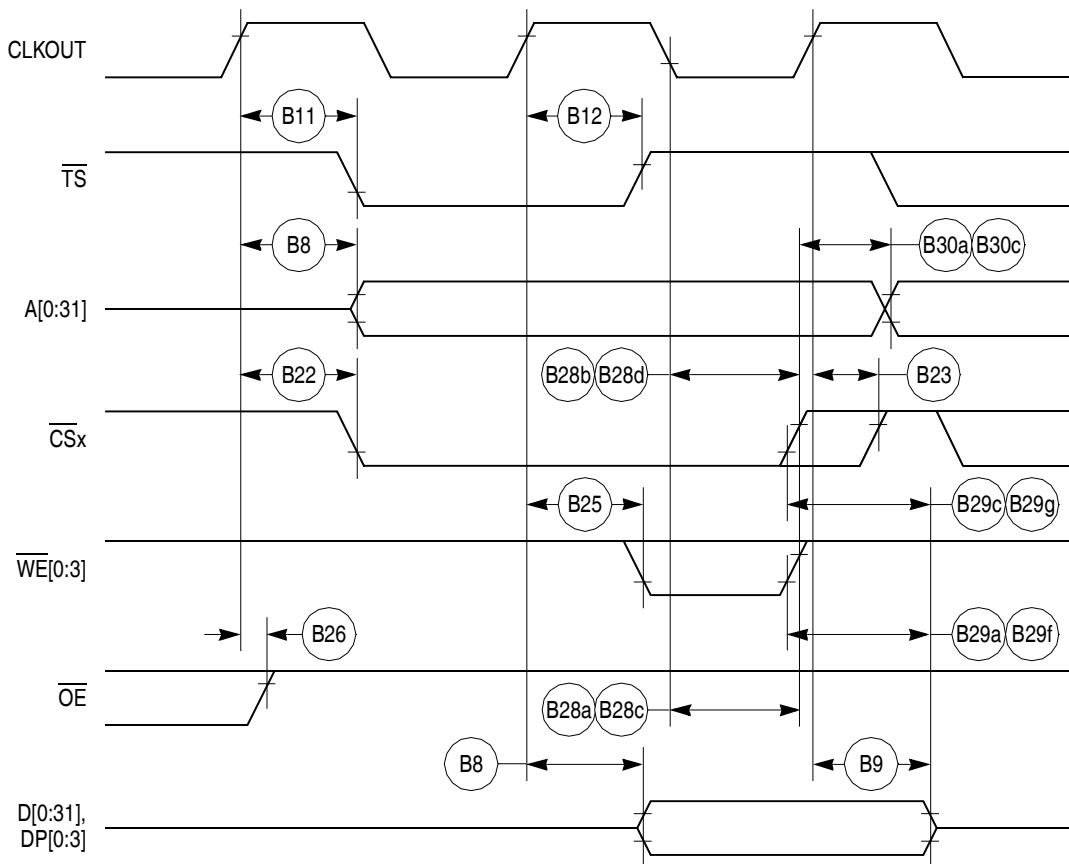 CLKOUT
B11
B12
TS
B8
B30a B30c
A[0:31]
B22
B28b B28d
B23
CSx
B25
B29c B29g
WE[0:3]
B26
B29a B29f
OE
B28a B28c
B8
B9
D[0:31],
DP[0:3]